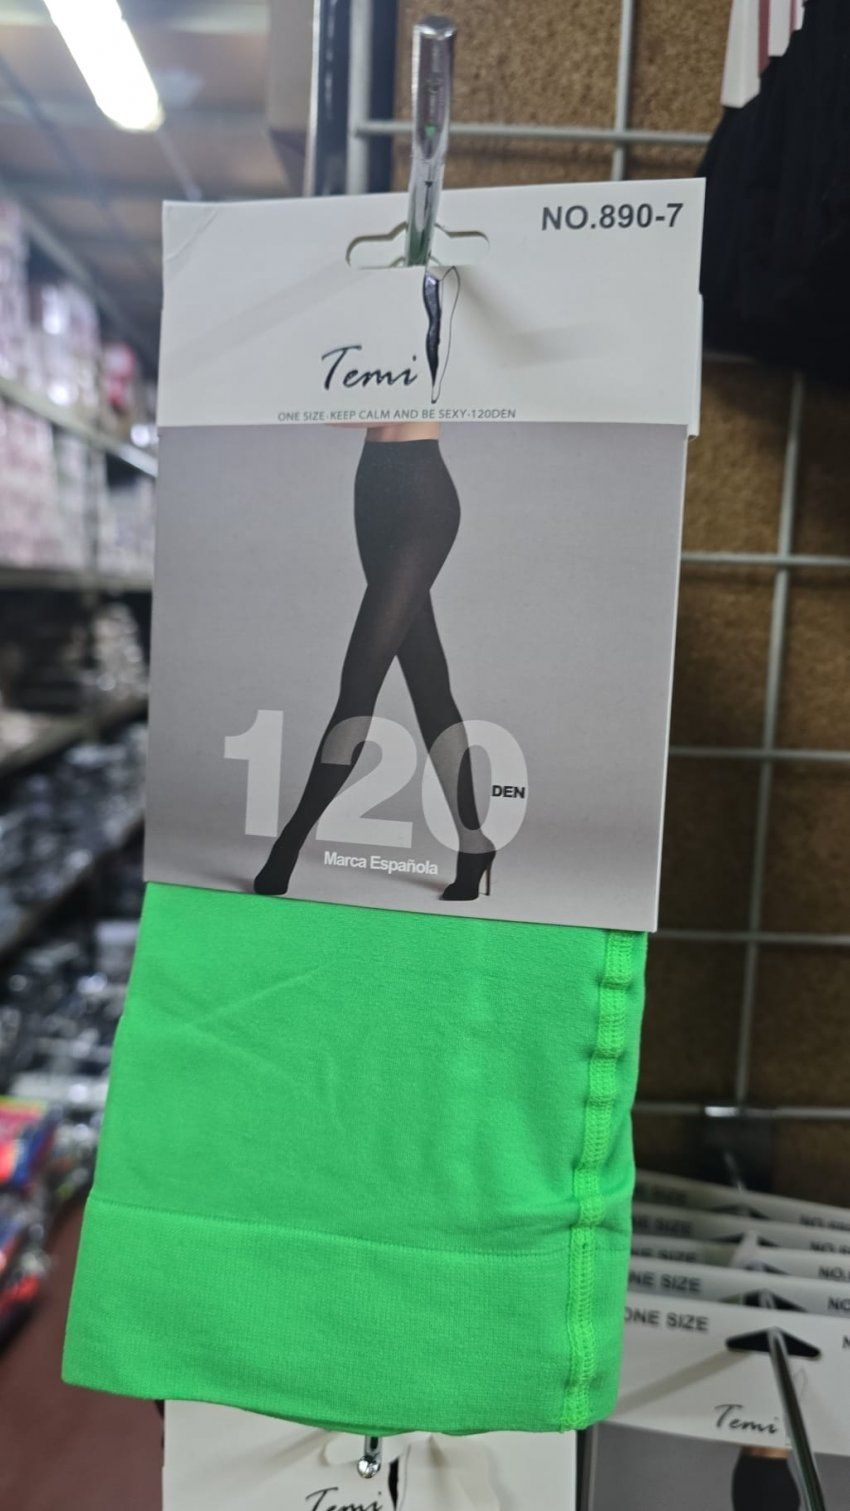 NO.890-7
Temi
ONE SIZE-KEEP CALM AND BE SEXY-120DEN
120
DEN
Marca Española
ONE SIZE
ONE SIZE
Temi
Temi